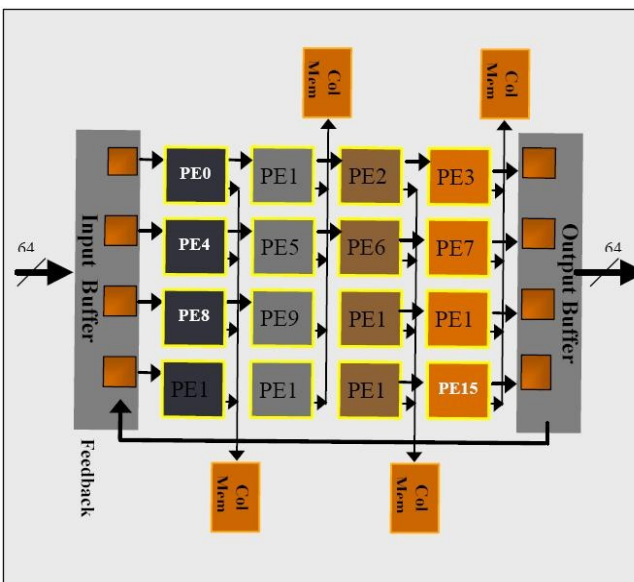 Col Mem
Col Mem
PE0
PE1
PE2
PE3
PE4
PE5
PE6
PE7
PE8
PE9
PE1
PE1
PE1
PE1
PE1
PE15
64
Input Buffer
Output Buffer
64
Feedback
Col Mem
Col Mem